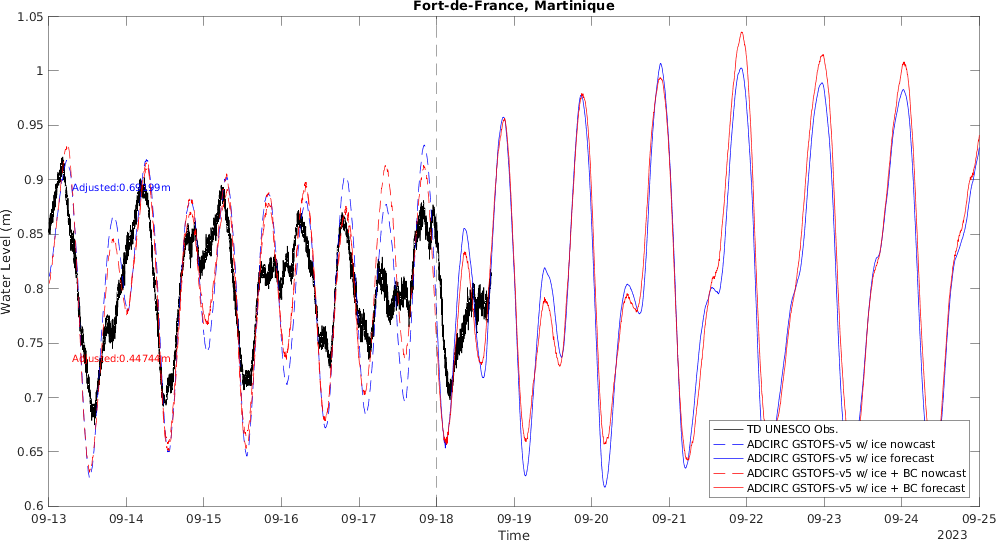 Fort-de-France, Martinique
Water Level (m)
1.05
1
0.95
0.9
0.85
0.8
0.75
0.7
0.65
0.6
Adjusted:0.44744m
TD UNESCO Obs.
ADCIRC GSTOFS-v5 w/ ice nowcast
ADCIRC GSTOFS-v5 w/ ice forecast
ADCIRC GSTOFS-v5 w/ ice + BC nowcast
ADCIRC GSTOFS-v5 w/ ice + BC forecast
09-13
09-14
09-15
09-16
09-17
09-18
09-19
09-20
09-21
09-22
09-23
09-24
09-25
Time
2023